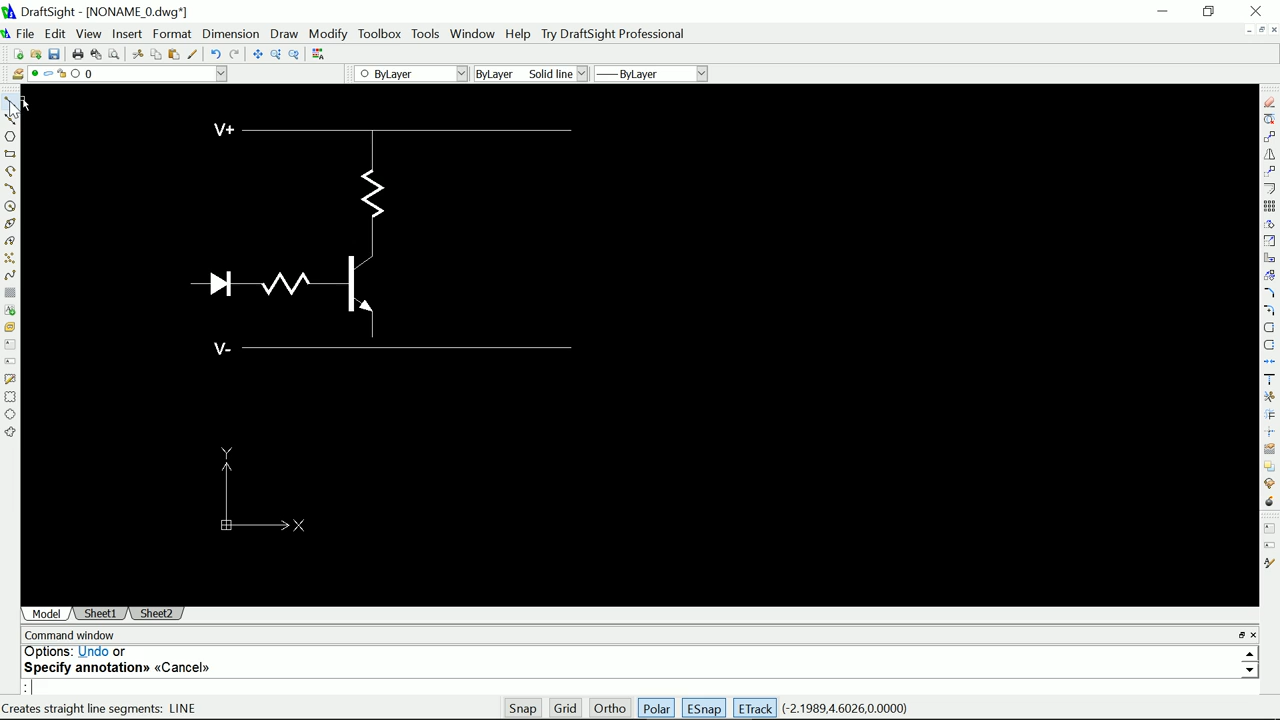 DraftSight - [NONAME_0.dwg*]
File Edit View Insert Format Dimension Draw Modify Toolbox Tools Window Help Try DraftSight Professional
0 ByLayer ByLayer Solid line ByLayer
V+
V-
Y
X
Model Sheet1 Sheet2
Command window
Options: Undo or
Specify annotation» «Cancel»
:
Creates straight line segments: LINE Snap Grid Ortho Polar ESnap ETrack (-2.1989,4.6026,0.0000)